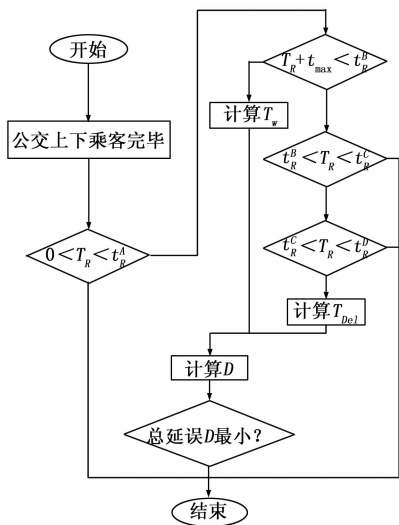 开始
公交上下乘客完毕
0<T_R<t_R^A
T_R+t_max<t_R^B
计算T_w
t_R^B<T_R<t_R^C
t_R^C<T_R<t_R^D
计算T_Del
计算D
总延误D最小?
结束